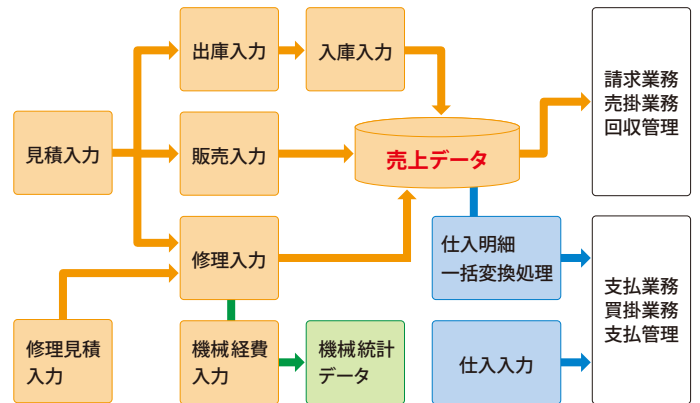 出庫入力
入庫入力
請求業務
売掛業務
回収管理
見積入力
販売入力
売上データ
修理入力
仕入明細
一括変換処理
支払業務
買掛業務
支払管理
修理見積
入力
機械経費
入力
機械統計
データ
仕入入力